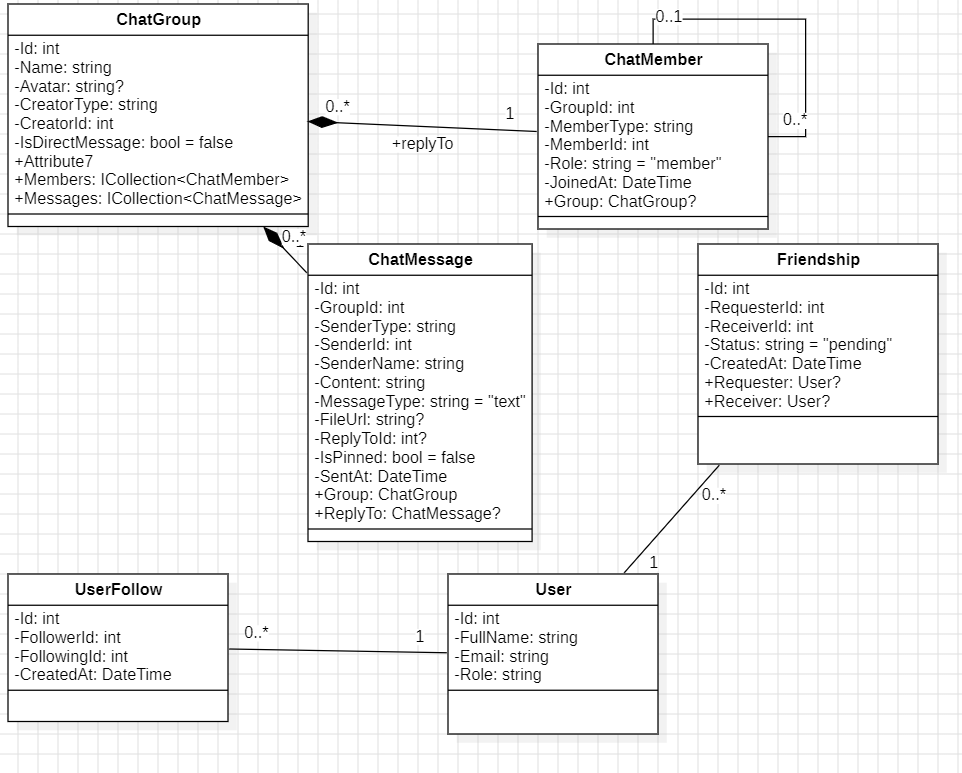 ChatGroup
-Id: int
-Name: string
-Avatar: string?
-CreatorType: string
-CreatorId: int
-IsDirectMessage: bool = false
+Attribute7
+Members: ICollection<ChatMember>
+Messages: ICollection<ChatMessage>
0..*
1
+replyTo
0..1
0..*
ChatMember
-Id: int
-GroupId: int
-MemberType: string
-MemberId: int
-Role: string = "member"
-JoinedAt: DateTime
+Group: ChatGroup?
0..*
ChatMessage
-Id: int
-GroupId: int
-SenderType: string
-SenderId: int
-SenderName: string
-Content: string
-MessageType: string = "text"
-FileUrl: string?
-ReplyToId: int?
-IsPinned: bool = false
-SentAt: DateTime
+Group: ChatGroup
+ReplyTo: ChatMessage?
Friendship
-Id: int
-RequesterId: int
-ReceiverId: int
-Status: string = "pending"
-CreatedAt: DateTime
+Requester: User?
+Receiver: User?
0..*
1
UserFollow
-Id: int
-FollowerId: int
-FollowingId: int
-CreatedAt: DateTime
0..*
1
User
-Id: int
-FullName: string
-Email: string
-Role: string